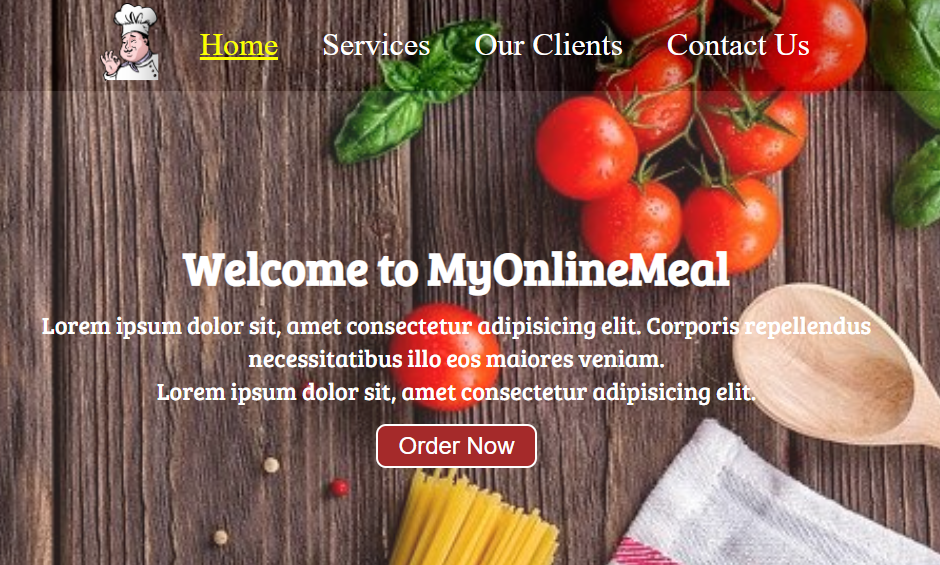 Home Services Our Clients Contact Us
Welcome to MyOnlineMeal
Lorem ipsum dolor sit, amet consectetur adipisicing elit. Corporis repellendus
necessitatibus illo eos maiores veniam.
Lorem ipsum dolor sit, amet consectetur adipisicing elit.
Order Now